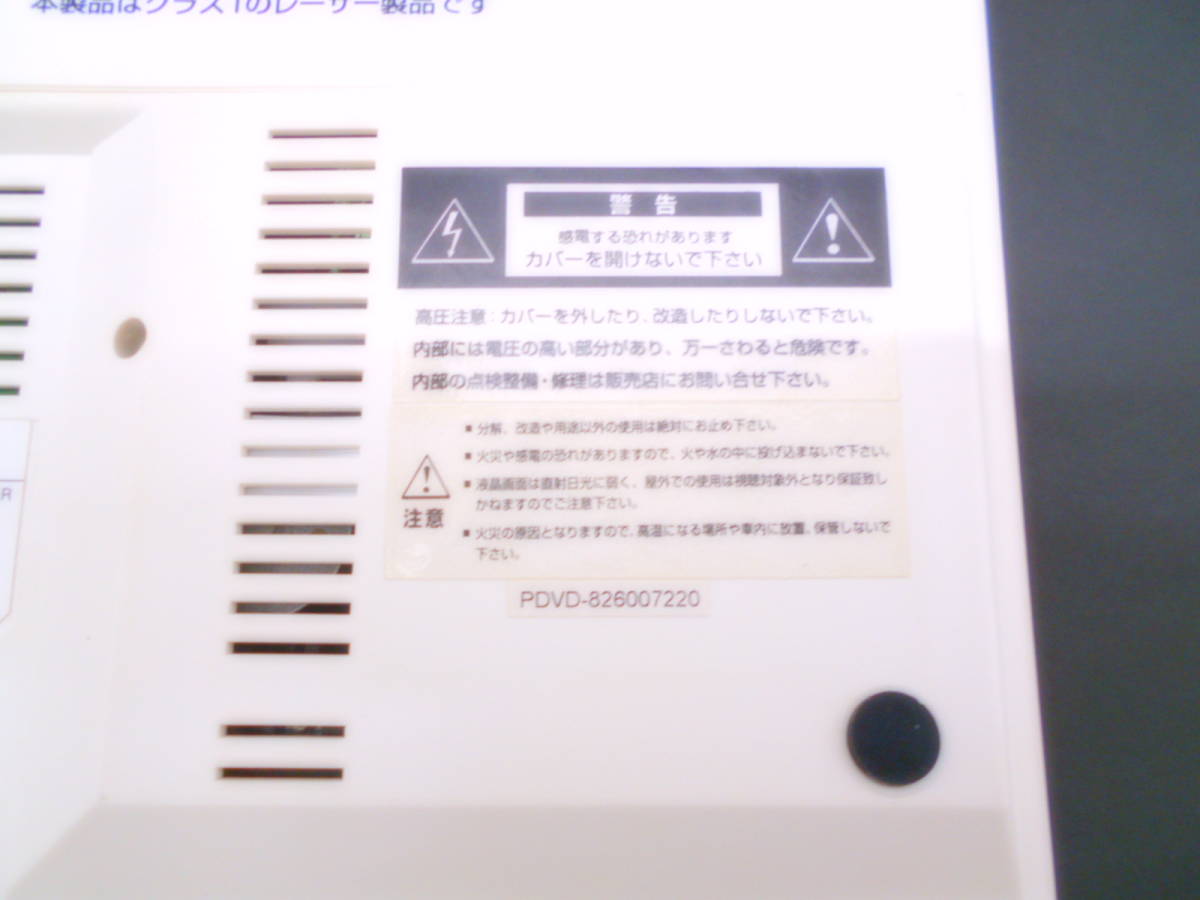 本製品はクラス1のレーザー製品です
警告
感電する恐れがあります
カバーを開けないで下さい
高圧注意:カバーを外したり、改造したりしないで下さい。
内部には電圧の高い部分があり、万一さわると危険です。
内部の点検整備・修理は販売店にお問い合せ下さい。
■ 分解、改造や用途以外の使用は絶対にお止め下さい。
■ 火災や感電の恐れがありますので、火や水の中に投げ込まないで下さい。
■ 液晶画面は直射日光に弱く、屋外での使用は視聴対象外となり保証致し
かねますのでご注意下さい。
注意
■ 火災の原因となりますので、高温になる場所や車内に放置、保管しないで
下さい。
PDVD-826007220
R